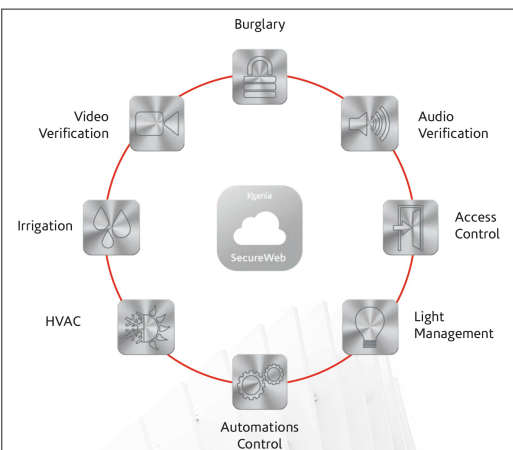 Burglary
Video
Verification
Audio
Verification
Irrigation
Ksenia
SecureWeb
Access
Control
HVAC
Light
Management
Automations
Control